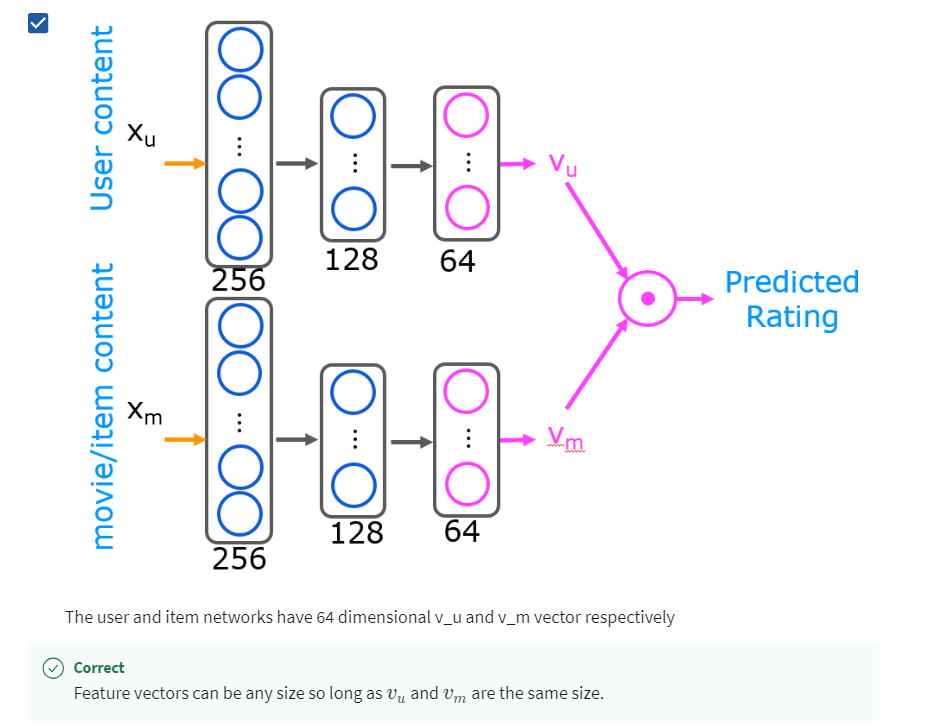 User content
x_u
256
128
64
v_u
Predicted
Rating
movie/item content
x_m
256
128
64
v_m
The user and item networks have 64 dimensional v_u and v_m vector respectively
Correct
Feature vectors can be any size so long as v_u and v_m are the same size.